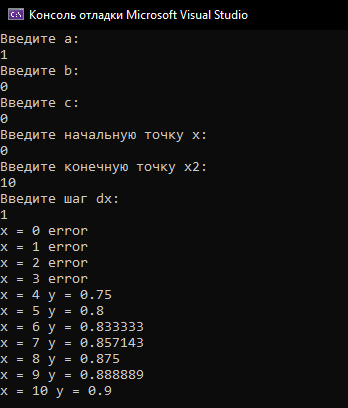 Консоль отладки Microsoft Visual Studio
Введите a:
1
Введите b:
0
Введите c:
0
Введите начальную точку x:
0
Введите конечную точку x2:
10
Введите шаг dx:
1
x = 0 error
x = 1 error
x = 2 error
x = 3 error
x = 4 y = 0.75
x = 5 y = 0.8
x = 6 y = 0.833333
x = 7 y = 0.857143
x = 8 y = 0.875
x = 9 y = 0.888889
x = 10 y = 0.9